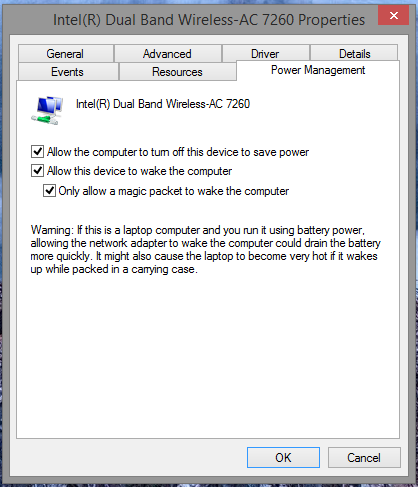 Intel(R) Dual Band Wireless-AC 7260 Properties
General Advanced Driver Details
Events Resources Power Management
Intel(R) Dual Band Wireless-AC 7260
Allow the computer to turn off this device to save power
Allow this device to wake the computer
Only allow a magic packet to wake the computer
Warning: If this is a laptop computer and you run it using battery power,
allowing the network adapter to wake the computer could drain the battery
more quickly. It might also cause the laptop to become very hot if it wakes
up while packed in a carrying case.
OK Cancel